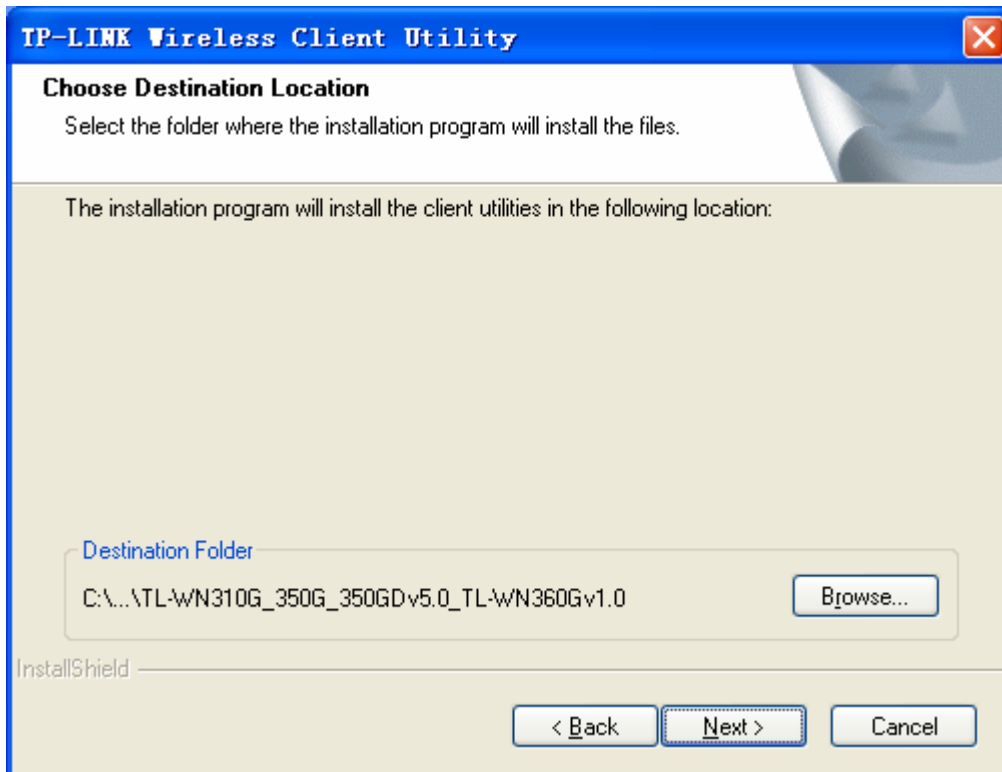 TP-LINK Wireless Client Utility
Choose Destination Location
Select the folder where the installation program will install the files.
The installation program will install the client utilities in the following location:
Destination Folder
C:\...\TL-WN310G_350G_350GDv5.0_TL-WN360Gv1.0
Browse...
InstallShield
< Back
Next >
Cancel